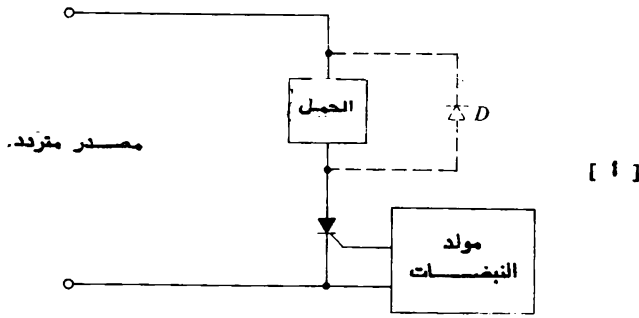 الحمل
D
مصدر متردد.
[ أ ]
مولد
النبضات